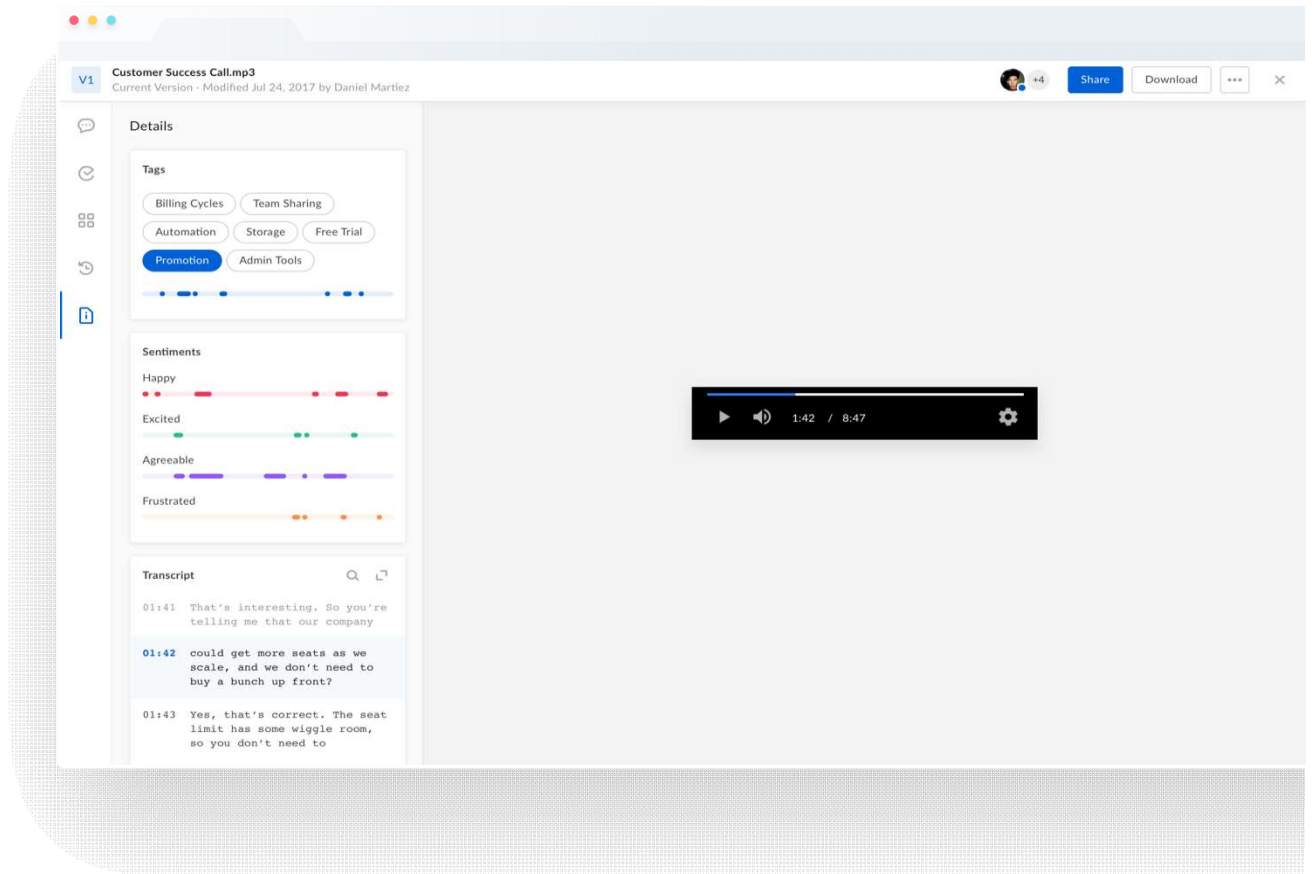 V1
Customer Success Call.mp3
Current Version - Modified Jul 24, 2017 by Daniel Martiez
+4
Share
Download
Details
Tags
Billing Cycles
Team Sharing
Automation
Storage
Free Trial
Promotion
Admin Tools
Sentiments
Happy
Excited
Agreeable
Frustrated
Transcript
01:41 That's interesting. So you're
telling me that our company
01:42 could get more seats as we
scale, and we don't need to
buy a bunch up front?
01:43 Yes, that's correct. The seat
limit has some wiggle room,
so you don't need to
1:42 / 8:47